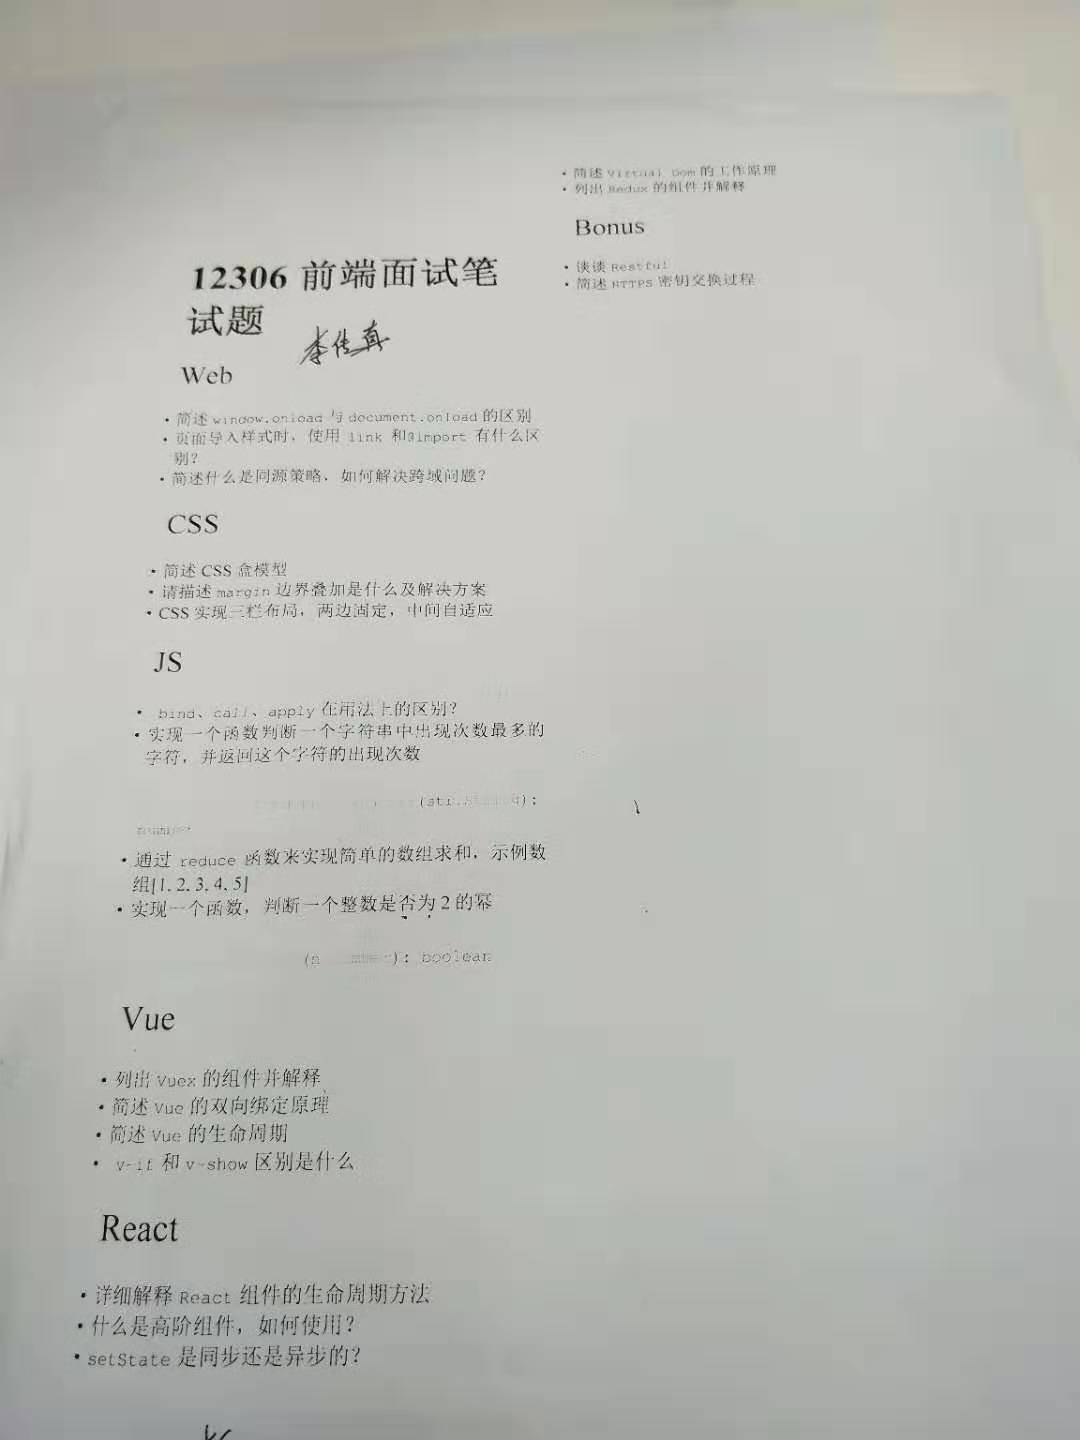 12306 前端面试笔
试题
李佳真
Web
• 简述 window.onload 与 document.onload 的区别
• 页面导入样式时，使用 link 和@import 有什么区
别？
• 简述什么是同源策略，如何解决跨域问题？
CSS
• 简述 CSS 盒模型
• 请描述 margin 边界叠加是什么及解决方案
• CSS 实现三栏布局，两边固定，中间自适应
JS
• bind、call、apply 在用法上的区别？
• 实现一个函数判断一个字符串中出现次数最多的
字符，并返回这个字符的出现次数
(str:String):
number
• 通过 reduce 函数来实现简单的数组求和，示例数
组[1, 2, 3, 4, 5]
• 实现一个函数，判断一个整数是否为 2 的幂
(n number): boolean
Vue
• 列出 Vuex 的组件并解释
• 简述 Vue 的双向绑定原理
• 简述 Vue 的生命周期
• v-if 和 v-show 区别是什么
React
• 详细解释 React 组件的生命周期方法
• 什么是高阶组件，如何使用？
• setState 是同步还是异步的？
• 简述 Virtual Dom 的工作原理
• 列出 Redux 的组件并解释
Bonus
• 谈谈 Restful
• 简述 HTTPS 密钥交换过程